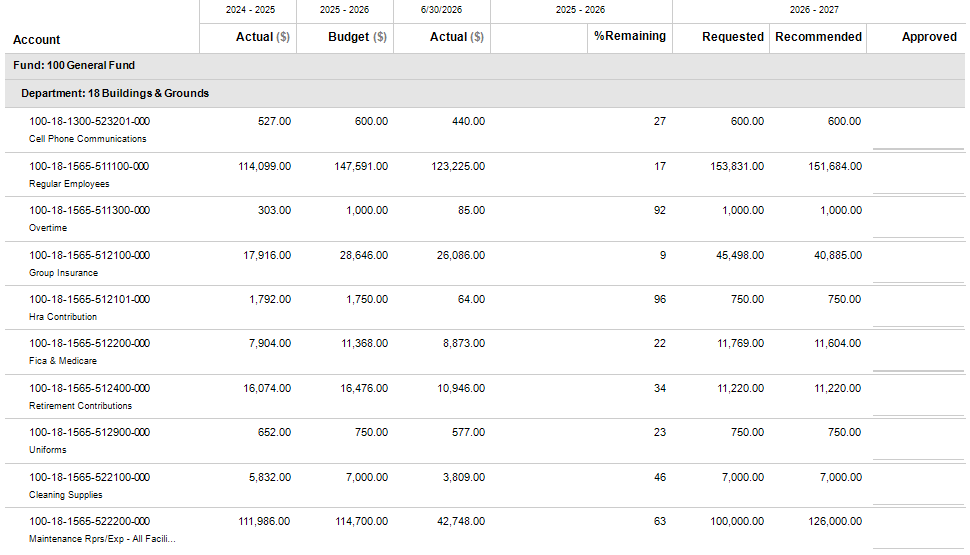 2024 - 2025 2025 - 2026 6/30/2026 2025 - 2026 2026 - 2027
Account Actual ($) Budget ($) Actual ($) %Remaining Requested Recommended Approved
Fund: 100 General Fund
Department: 18 Buildings & Grounds
100-18-1300-523201-000 527.00 600.00 440.00 27 600.00 600.00
Cell Phone Communications
100-18-1565-511100-000 114,099.00 147,591.00 123,225.00 17 153,831.00 151,684.00
Regular Employees
100-18-1565-511300-000 303.00 1,000.00 85.00 92 1,000.00 1,000.00
Overtime
100-18-1565-512100-000 17,916.00 28,646.00 26,086.00 9 45,498.00 40,885.00
Group Insurance
100-18-1565-512101-000 1,792.00 1,750.00 64.00 96 750.00 750.00
Hra Contribution
100-18-1565-512200-000 7,904.00 11,368.00 8,873.00 22 11,769.00 11,604.00
Fica & Medicare
100-18-1565-512400-000 16,074.00 16,476.00 10,946.00 34 11,220.00 11,220.00
Retirement Contributions
100-18-1565-512900-000 652.00 750.00 577.00 23 750.00 750.00
Uniforms
100-18-1565-522100-000 5,832.00 7,000.00 3,809.00 46 7,000.00 7,000.00
Cleaning Supplies
100-18-1565-522200-000 111,986.00 114,700.00 42,748.00 63 100,000.00 126,000.00
Maintenance Rprs/Exp - All Facili...